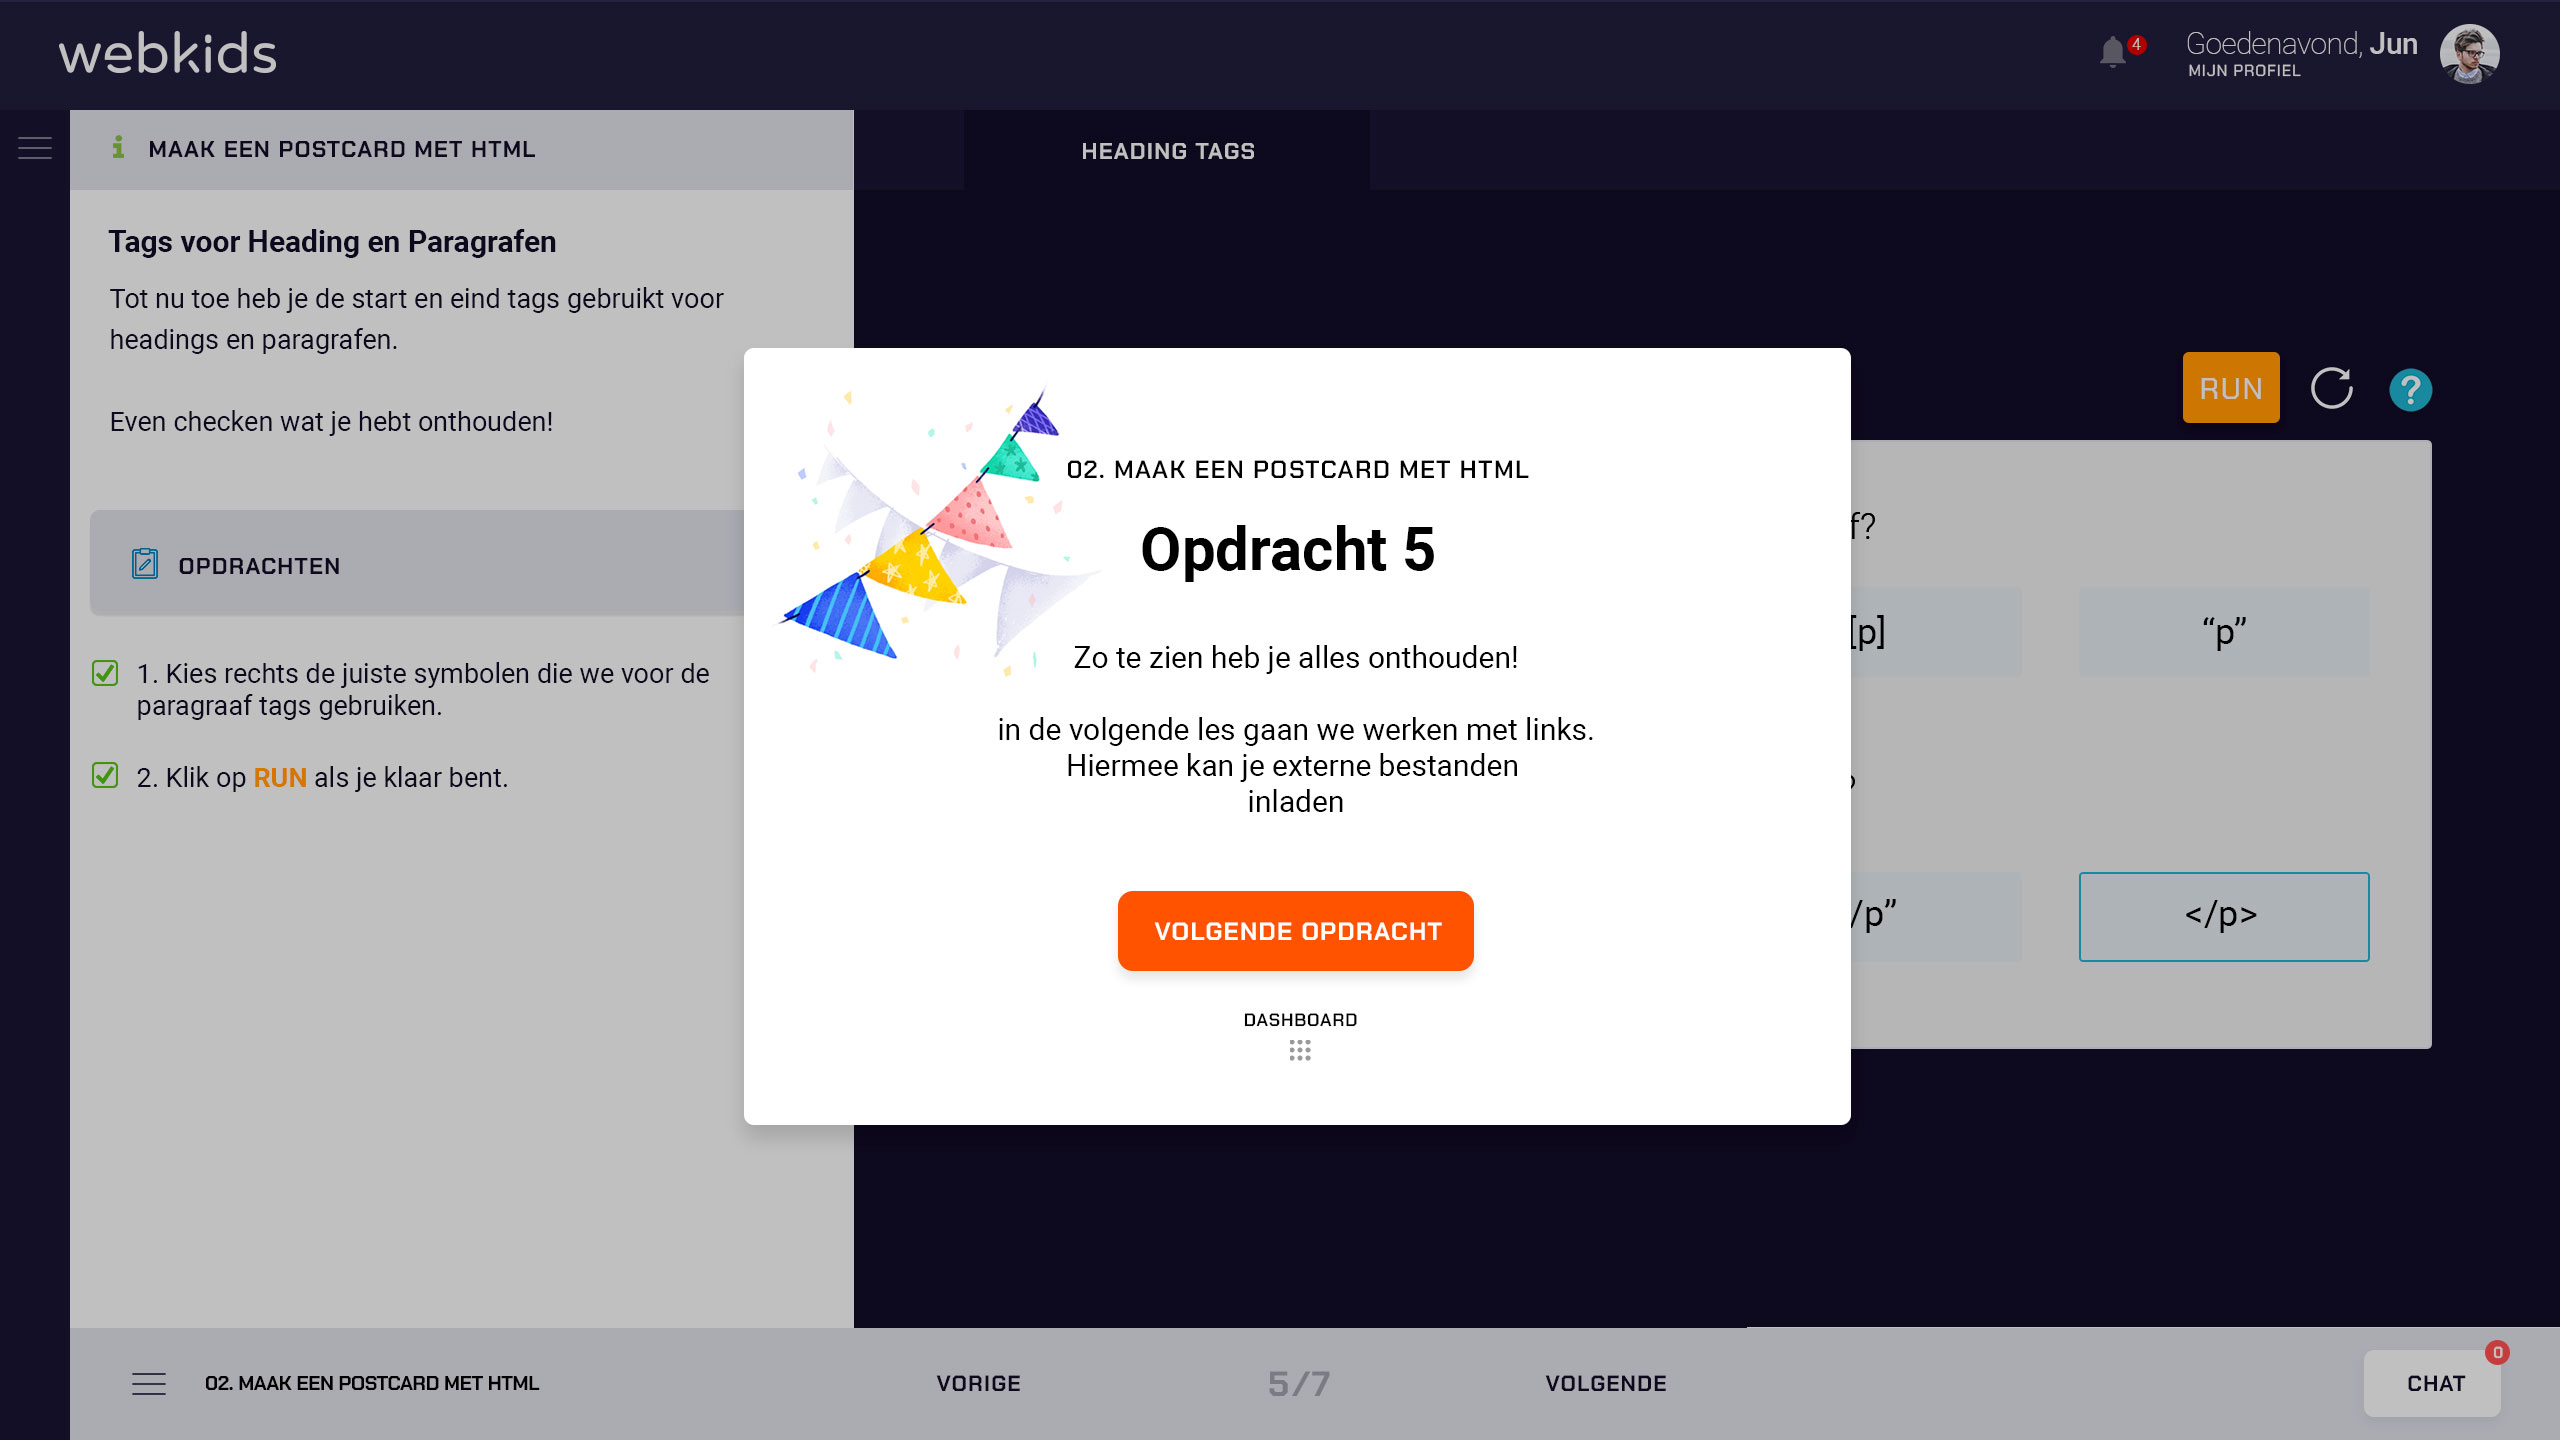 webkids
4
Goedenavond, Jun
MIJN PROFIEL
MAAK EEN POSTCARD MET HTML
HEADING TAGS
Tags voor Heading en Paragrafen
Tot nu toe heb je de start en eind tags gebruikt voor
headings en paragrafen.
Even checken wat je hebt onthouden!
OPDRACHTEN
1. Kies rechts de juiste symbolen die we voor de
paragraaf tags gebruiken.
2. Klik op RUN als je klaar bent.
02. MAAK EEN POSTCARD MET HTML
Opdracht 5
Zo te zien heb je alles onthouden!
in de volgende les gaan we werken met links.
Hiermee kan je externe bestanden
inladen
VOLGENDE OPDRACHT
DASHBOARD
RUN
?
f?
[p]
“p”
/p”
</p>
02. MAAK EEN POSTCARD MET HTML
VORIGE
5/7
VOLGENDE
CHAT
0